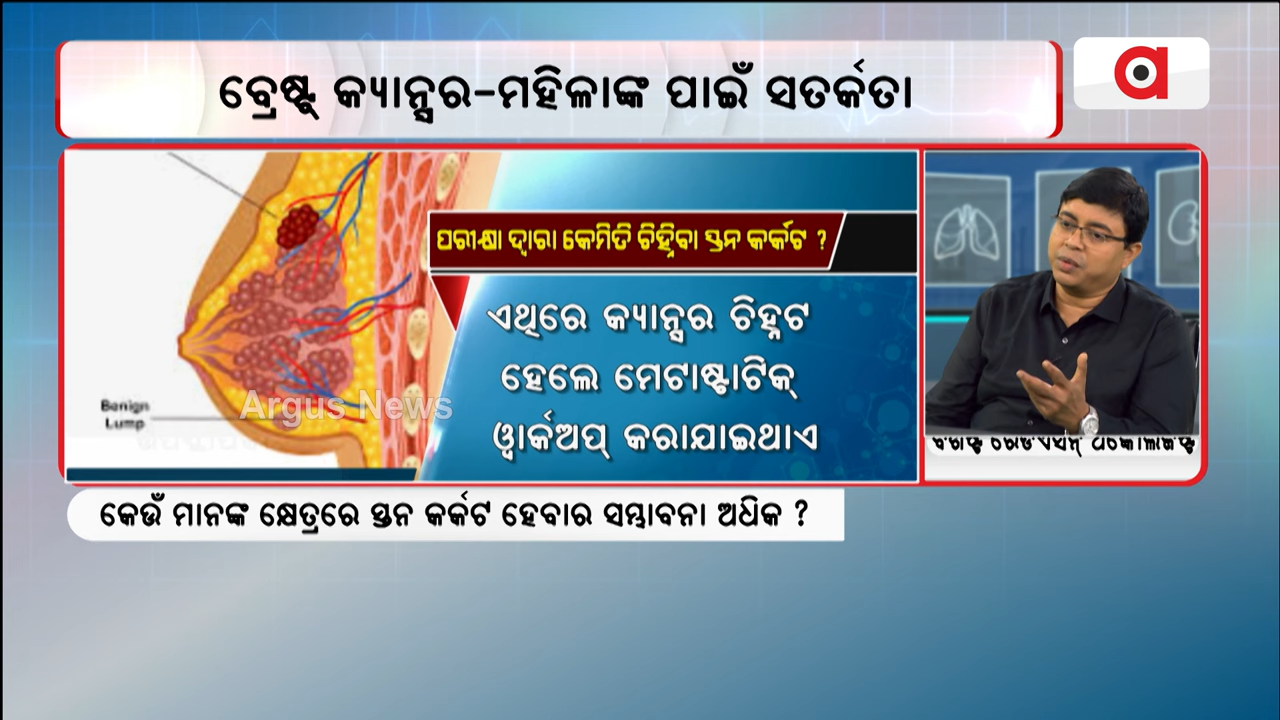 ବ୍ରେଷ୍ଟ୍ କ୍ୟାନ୍ସର-ମହିଳାଙ୍କ ପାଇଁ ସତର୍କତା
a
ପରୀକ୍ଷା ଦ୍ୱାରା କେମିତି ଚିହ୍ନିବା ସ୍ତନ କର୍କଟ ?
ଏଥିରେ କ୍ୟାନ୍ସର ଚିହ୍ନଟ
ହେଲେ ମେଟାଷ୍ଟାଟିକ୍
ୱାର୍କଅପ୍ କରାଯାଇଥାଏ
Argus News
Benign
Lump
କେଉଁ ମାନଙ୍କ କ୍ଷେତ୍ରରେ ସ୍ତନ କର୍କଟ ହେବାର ସମ୍ଭାବନା ଅଧିକ ?